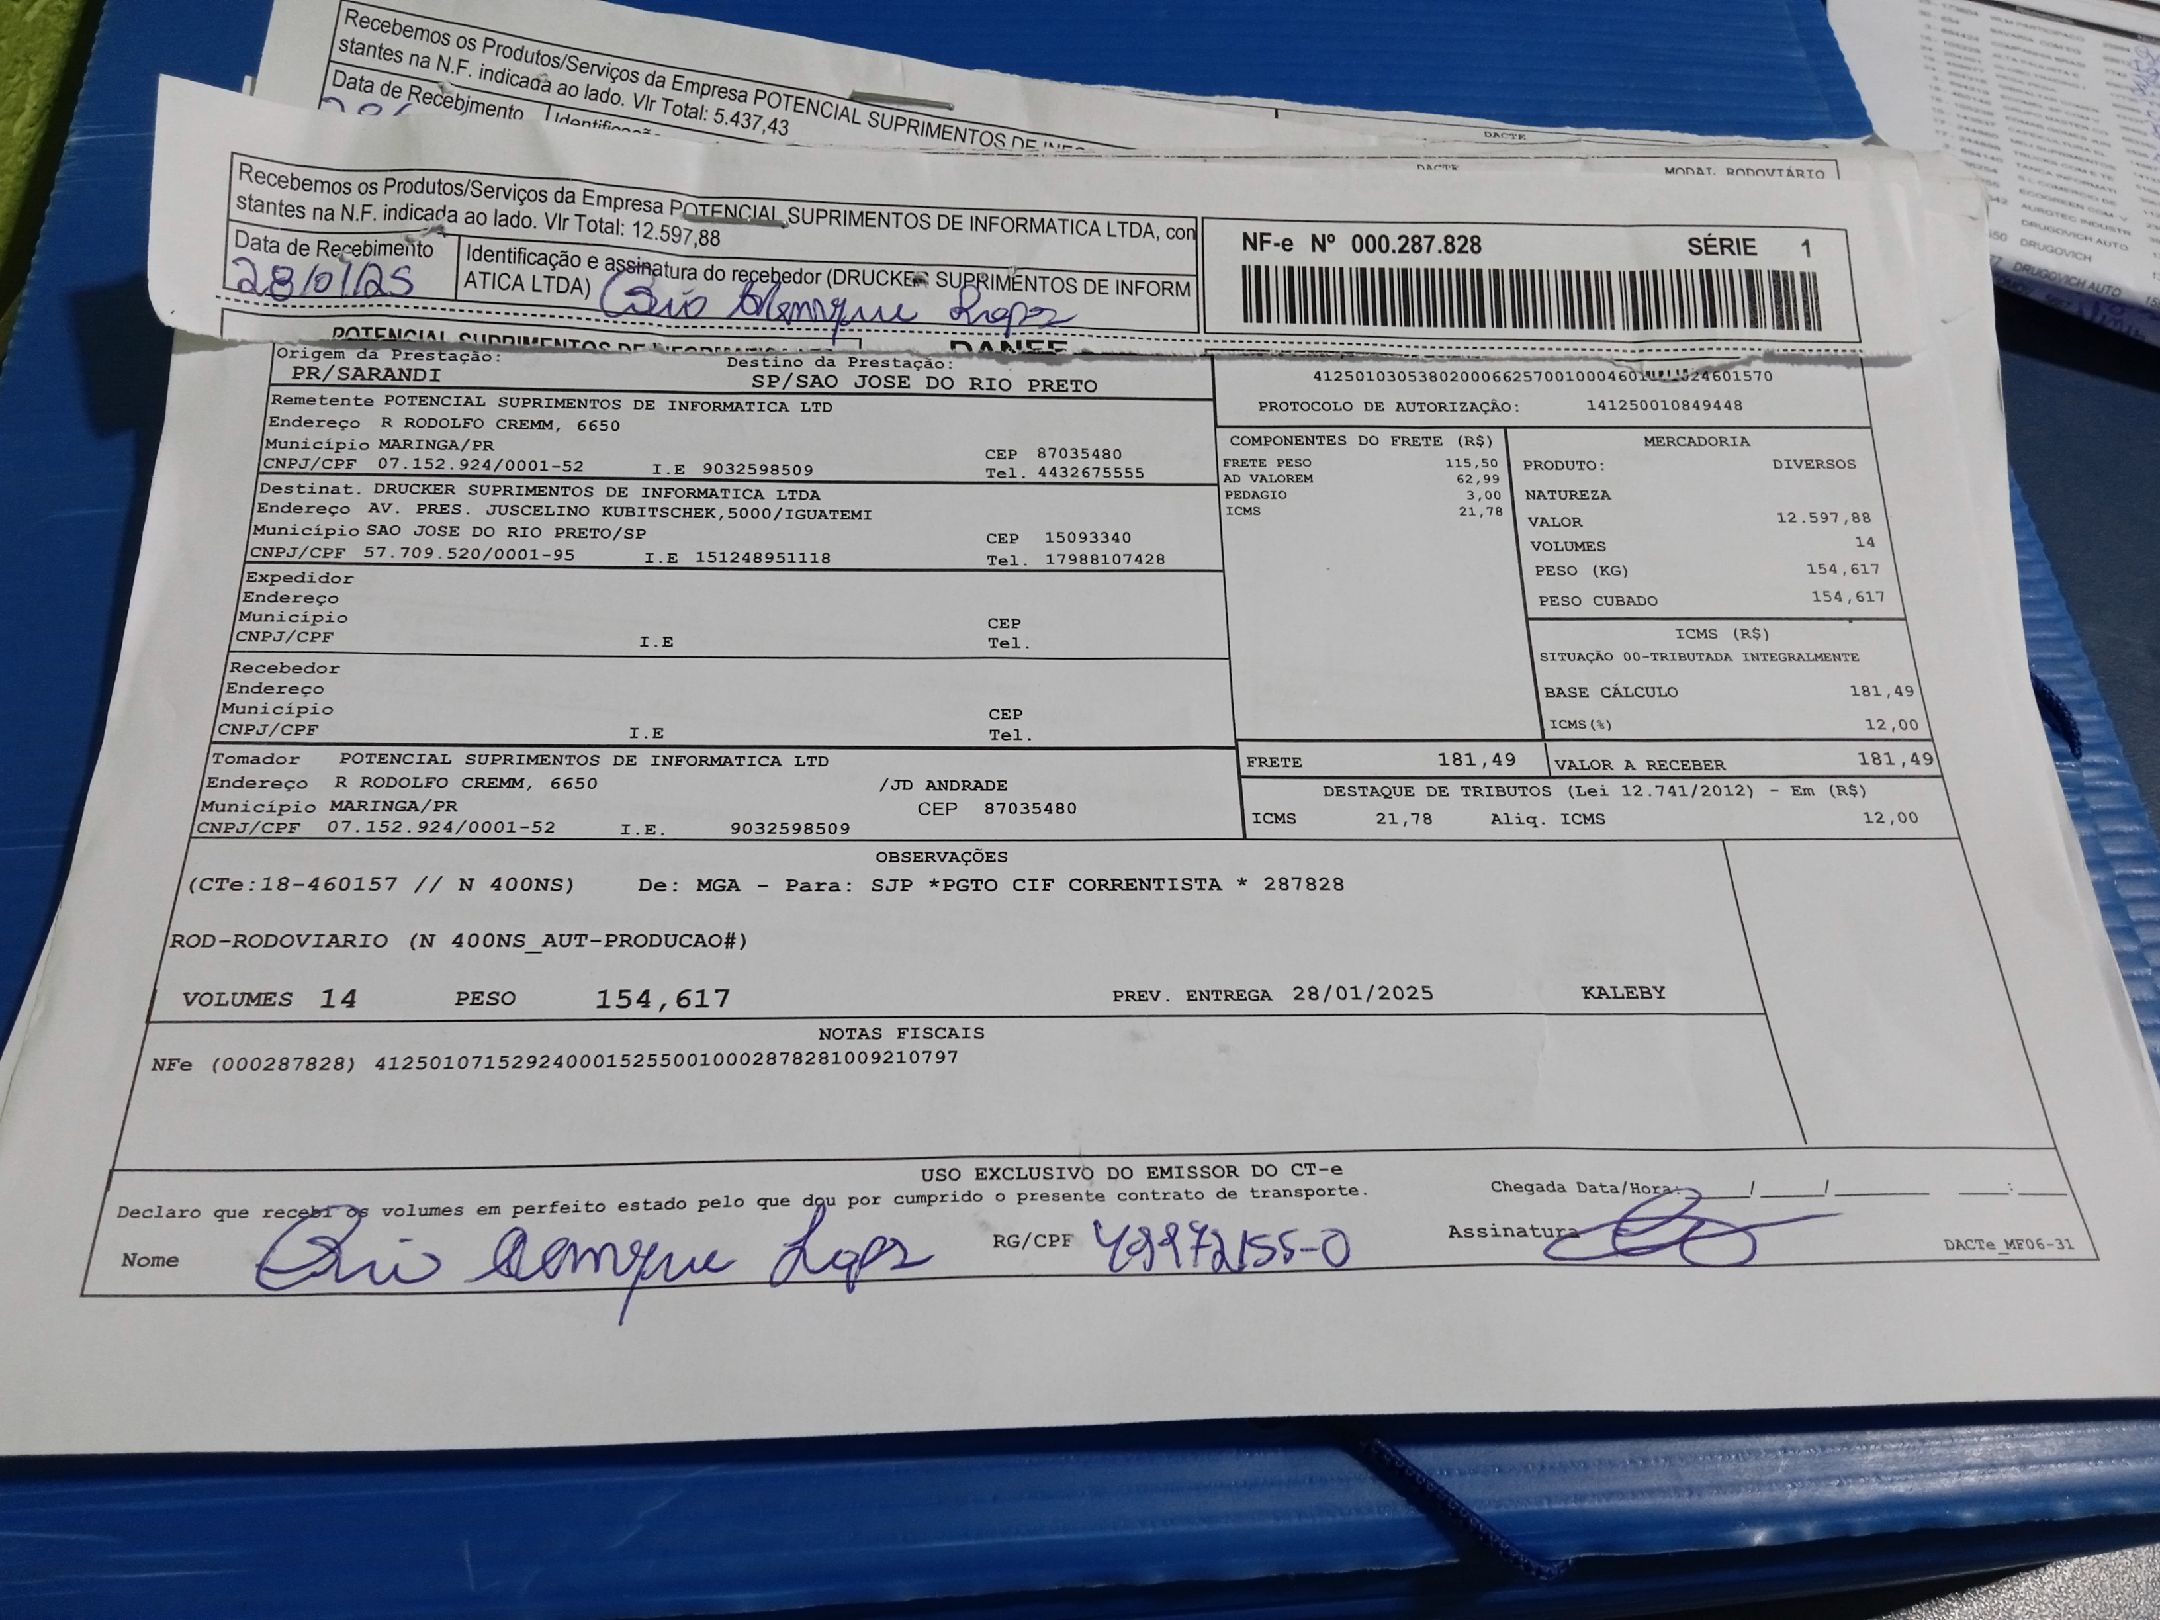 Recebemos os Produtos/Serviços da Empresa POTENCIAL SUPRIMENTOS DE
stantes na N.F. indicada ao lado. Vlr Total: 5.437,43
Data de Recebimento
DACTE
Recebemos os Produtos/Serviços da Empresa POTENCIAL SUPRIMENTOS DE INFORMATICA LTDA, con
stantes na N.F. indicada ao lado. Vlr Total: 12.597,88
Data de Recebimento
28/01/25
Identificação e assinatura do recebedor (DRUCKER SUPRIMENTOS DE INFORM
ATICA LTDA) Caio Henrique Lopes
DACTE MODAL RODOVIÁRIO
NF-e Nº 000.287.828 SÉRIE 1
POTENCIAL SUPRIMENTOS DE DANFE
Origem da Prestação: Destino da Prestação:
PR/SARANDI SP/SAO JOSE DO RIO PRETO
Remetente POTENCIAL SUPRIMENTOS DE INFORMATICA LTD
Endereço R RODOLFO CREMM, 6650
Município MARINGA/PR CEP 87035480
CNPJ/CPF 07.152.924/0001-52 I.E 9032598509 Tel. 4432675555
Destinat. DRUCKER SUPRIMENTOS DE INFORMATICA LTDA
Endereço AV. PRES. JUSCELINO KUBITSCHEK,5000/IGUATEMI
Município SAO JOSE DO RIO PRETO/SP CEP 15093340
CNPJ/CPF 57.709.520/0001-95 I.E 151248951118 Tel. 17988107428
Expedidor
Endereço
Município CEP
CNPJ/CPF I.E Tel.
Recebedor
Endereço
Município CEP
CNPJ/CPF I.E Tel.
Tomador POTENCIAL SUPRIMENTOS DE INFORMATICA LTD
Endereço R RODOLFO CREMM, 6650 /JD ANDRADE
Município MARINGA/PR CEP 87035480
CNPJ/CPF 07.152.924/0001-52 I.E. 9032598509
PROTOCOLO DE AUTORIZAÇÃO: 141250010849448
COMPONENTES DO FRETE (R$)
FRETE PESO 115,50
AD VALOREM 62,99
PEDAGIO 3,00
ICMS 21,78
MERCADORIA
PRODUTO: DIVERSOS
NATUREZA
VALOR 12.597,88
VOLUMES 14
PESO (KG) 154,617
PESO CUBADO 154,617
ICMS (R$)
SITUAÇÃO 00-TRIBUTADA INTEGRALMENTE
BASE CÁLCULO 181,49
ICMS(%) 12,00
FRETE 181,49 VALOR A RECEBER 181,49
DESTAQUE DE TRIBUTOS (Lei 12.741/2012) - Em (R$)
ICMS 21,78 Aliq. ICMS 12,00
OBSERVAÇÕES
(CTe:18-460157 // N 400NS) De: MGA - Para: SJP *PGTO CIF CORRENTISTA * 287828
ROD-RODOVIARIO (N 400NS_AUT-PRODUCAO#)
VOLUMES 14 PESO 154,617 PREV. ENTREGA 28/01/2025 KALEBY
NOTAS FISCAIS
NFe (000287828) 41250107152924000152550010002878281009210797
USO EXCLUSIVO DO EMISSOR DO CT-e
Declaro que recebi os volumes em perfeito estado pelo que dou por cumprido o presente contrato de transporte.
Chegada Data/Hora: ____/____/______ ___:___
Nome Caio Henrique Lopes RG/CPF 49972155-0 Assinatura
DACTe_MF06-31